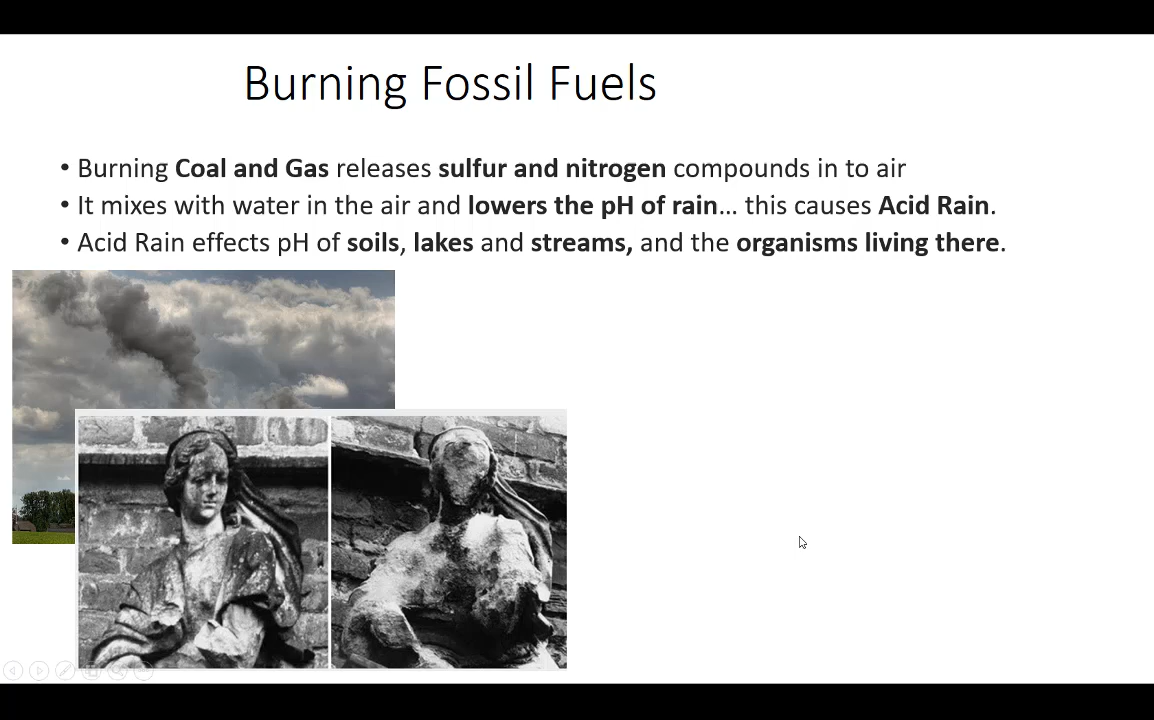 Burning Fossil Fuels
• Burning Coal and Gas releases sulfur and nitrogen compounds in to air
• It mixes with water in the air and lowers the pH of rain… this causes Acid Rain.
• Acid Rain effects pH of soils, lakes and streams, and the organisms living there.